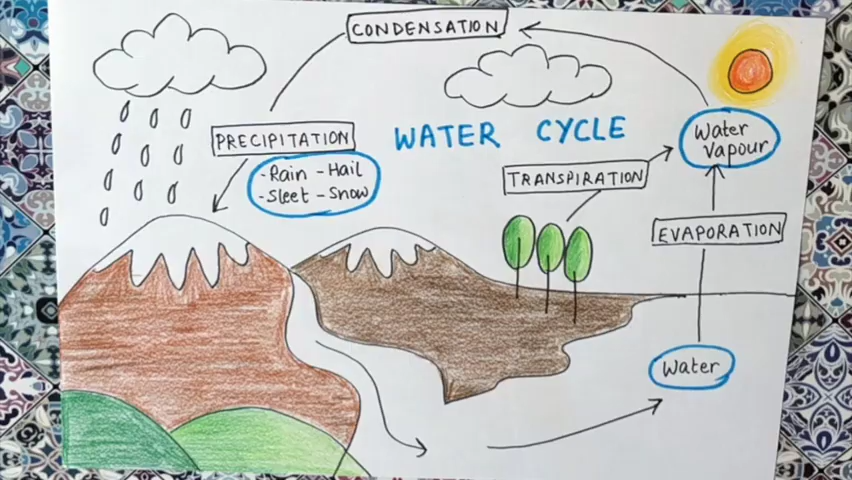 CONDENSATION
PRECIPITATION
-Rain -Hail
-Sleet -Snow
WATER CYCLE
TRANSPIRATION
Water
Vapour
EVAPORATION
Water